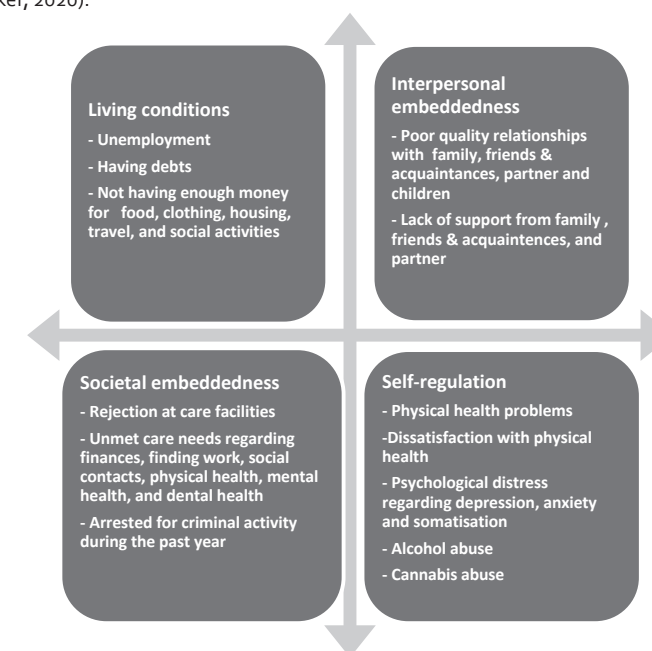 2020).
Living conditions
- Unemployment
- Having debts
- Not having enough money
for food, clothing, housing,
travel, and social activities
Interpersonal
embeddedness
- Poor quality relationships
with family, friends &
acquaintances, partner and
children
- Lack of support from family ,
friends & acquaintences, and
partner
Societal embeddedness
- Rejection at care facilities
- Unmet care needs regarding
finances, finding work, social
contacts, physical health, mental
health, and dental health
- Arrested for criminal activity
during the past year
Self-regulation
- Physical health problems
-Dissatisfaction with physical
health
- Psychological distress
regarding depression, anxiety
and somatisation
- Alcohol abuse
- Cannabis abuse